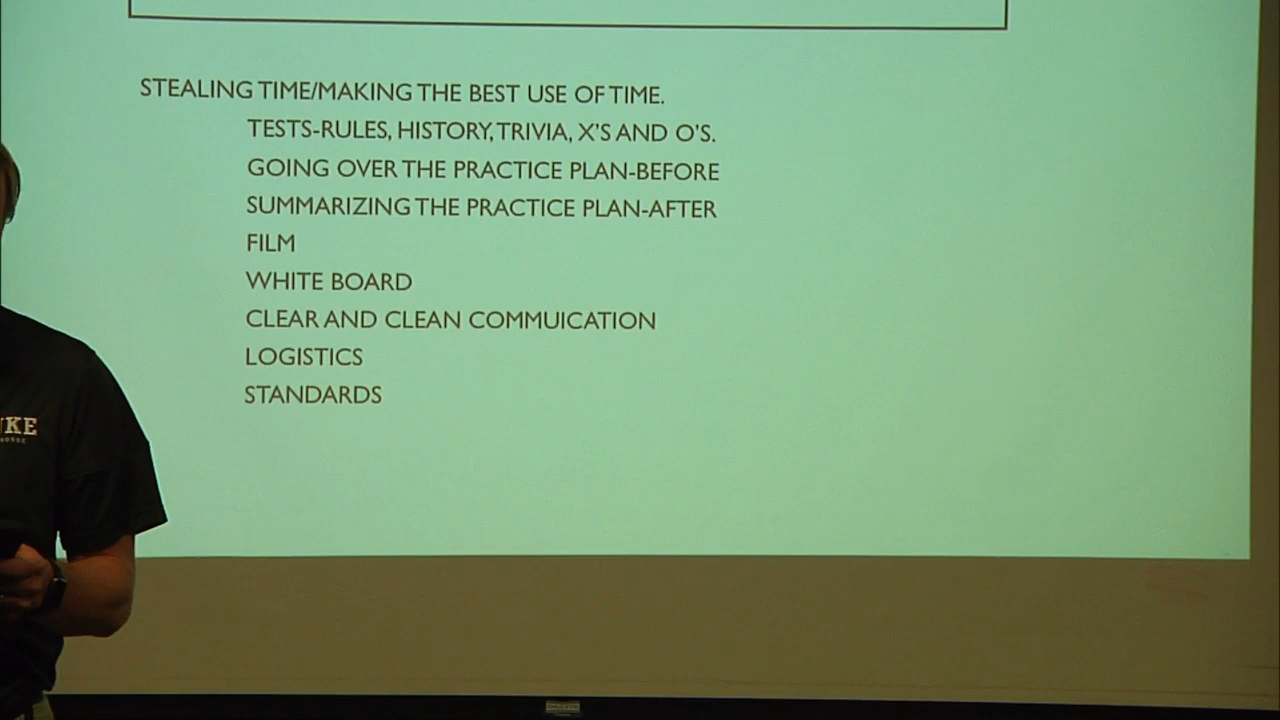 STEALING TIME/MAKING THE BEST USE OF TIME.
TESTS-RULES, HISTORY, TRIVIA, X'S AND O'S.
GOING OVER THE PRACTICE PLAN-BEFORE
SUMMARIZING THE PRACTICE PLAN-AFTER
FILM
WHITE BOARD
CLEAR AND CLEAN COMMUICATION
LOGISTICS
STANDARDS